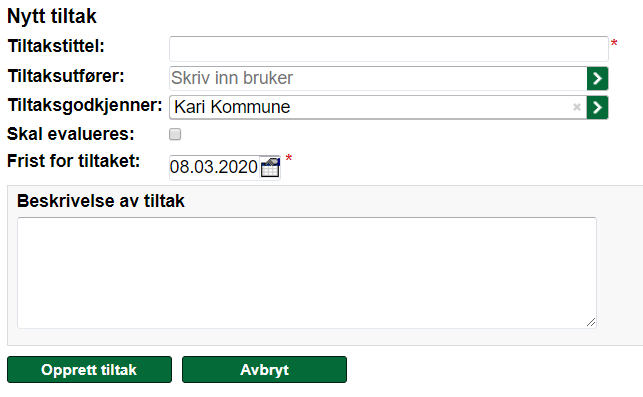 Nytt tiltak
Tiltakstittel: *
Tiltaksutfører: Skriv inn bruker
Tiltaksgodkjenner: Kari Kommune
Skal evalueres:
Frist for tiltaket: 08.03.2020 *
Beskrivelse av tiltak
Opprett tiltak Avbryt